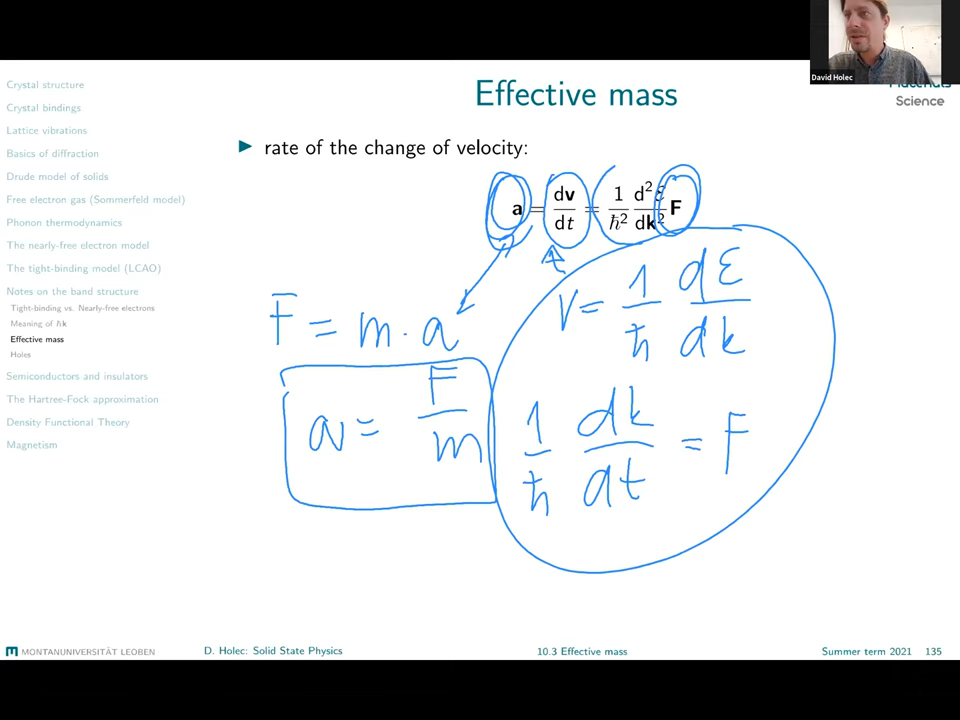 David Holec
Materials
Science
Effective mass
Crystal structure
Crystal bindings
Lattice vibrations
Basics of diffraction
Drude model of solids
Free electron gas (Sommerfeld model)
Phonon thermodynamics
The nearly-free electron model
The tight-binding model (LCAO)
Notes on the band structure
Tight-binding vs. Nearly-free electrons
Meaning of ℏk
Effective mass
Holes
Semiconductors and insulators
The Hartree-Fock approximation
Density Functional Theory
Magnetism
▶ rate of the change of velocity:
a = dv/dt = 1/ℏ² d²ℰ/dk² F
F = m · a
a = F/m
v = 1/ℏ dε/dk
1/ℏ dk/dt = F
MONTANUNIVERSITÄT LEOBEN
D. Holec: Solid State Physics
10.3 Effective mass
Summer term 2021 135